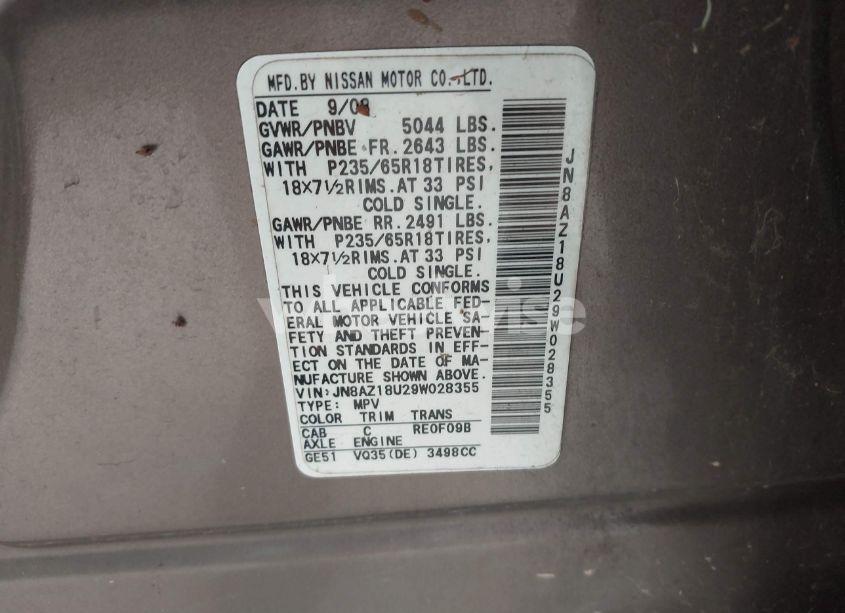 MFD.BY NISSAN MOTOR CO.,LTD.
DATE 9/08
GVWR/PNBV 5044 LBS.
GAWR/PNBE FR.2643 LBS.
WITH P235/65R18TIRES,
18X7½RIMS.AT 33 PSI
COLD SINGLE.
GAWR/PNBE RR.2491 LBS.
WITH P235/65R18TIRES,
18X7½RIMS.AT 33 PSI
COLD SINGLE.
THIS VEHICLE CONFORMS
TO ALL APPLICABLE FED-
ERAL MOTOR VEHICLE SA-
FETY AND THEFT PREVEN-
TION STANDARDS IN EFF-
ECT ON THE DATE OF MA-
NUFACTURE SHOWN ABOVE.
VIN:JN8AZ18U29W028355
TYPE: MPV
COLOR TRIM TRANS
CAB C RE0F09B
AXLE ENGINE
GE51 VQ35(DE) 3498CC
JN8AZ18U29W028355